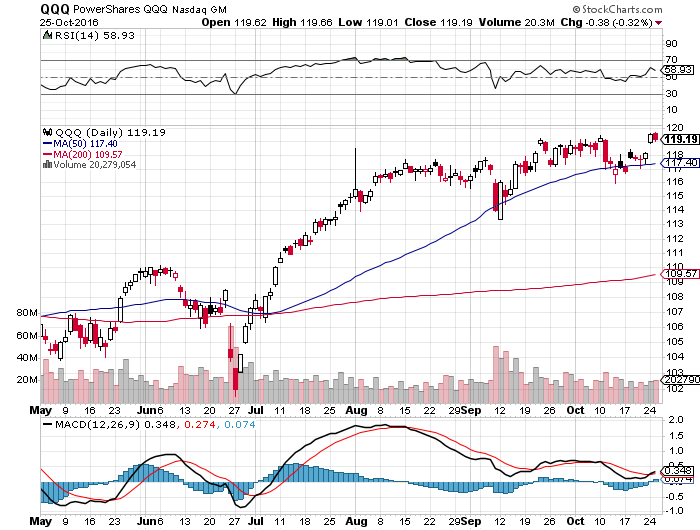 QQQ PowerShares QQQ Nasdaq GM © StockCharts.com
25-Oct-2016 Open 119.62 High 119.66 Low 119.01 Close 119.19 Volume 20.3M Chg -0.38 (-0.32%)
RSI(14) 58.93
90
70
58.93
50
30
10
QQQ (Daily) 119.19
MA(50) 117.40
MA(200) 109.57
Volume 20,279,054
120
119.19
118
117.40
116
115
114
113
112
111
110
109.57
108
107
106
105
104
103
102
80M
60M
40M
20M
May 9 16 23 Jun 6 13 20 27 Jul 11 18 25 Aug 8 15 22 29 Sep 12 19 26 Oct 10 17 24
MACD(12,26,9) 0.348, 0.274, 0.074
2.0
1.5
1.0
0.5
0.348
0.074
-0.5
-1.0
May 9 16 23 Jun 6 13 20 27 Jul 11 18 25 Aug 8 15 22 29 Sep 12 19 26 Oct 10 17 24